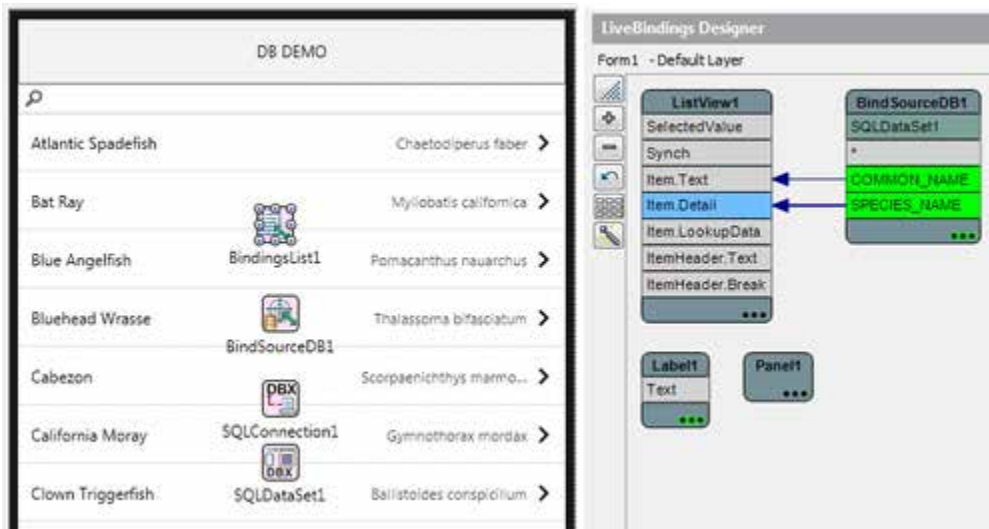 DB DEMO
Atlantic Spadefish Chaetodiperus faber
Bat Ray Myliobatis californica
BindingsList1
Blue Angelfish Pomacanthus nauarchus
Bluehead Wrasse Thalassoma bifasciatum
BindSourceDB1
Cabezon Scorpaenichthys marmo...
DBX
SQLConnection1
California Moray Gymnothorax mordax
DBX
SQLDataSet1
Clown Triggerfish Balistoides conspicillum
LiveBindings Designer
Form1 - Default Layer
ListView1
SelectedValue
Synch
Item.Text
Item.Detail
Item.LookupData
ItemHeader.Text
ItemHeader.Break
BindSourceDB1
SQLDataSet1
*
COMMON_NAME
SPECIES_NAME
Label1
Text
Panel1